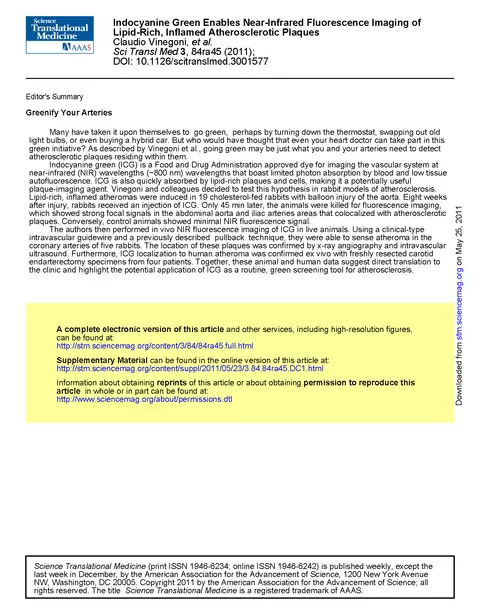 Science
Translational
Medicine
AAAS
Indocyanine Green Enables Near-Infrared Fluorescence Imaging of
Lipid-Rich, Inflamed Atherosclerotic Plaques
Claudio Vinegoni, et al.
Sci Transl Med 3, 84ra45 (2011);
DOI: 10.1126/scitranslmed.3001577
Editor's Summary
Greenify Your Arteries
Many have taken it upon themselves to go green, perhaps by turning down the thermostat, swapping out old
light bulbs, or even buying a hybrid car. But who would have thought that even your heart doctor can take part in this
green initiative? As described by Vinegoni et al., going green may be just what you and your arteries need to detect
atherosclerotic plaques residing within them.
Indocyanine green (ICG) is a Food and Drug Administration approved dye for imaging the vascular system at
near-infrared (NIR) wavelengths (~800 nm) wavelengths that boast limited photon absorption by blood and low tissue
autofluorescence. ICG is also quickly absorbed by lipid-rich plaques and cells, making it a potentially useful
plaque-imaging agent. Vinegoni and colleagues decided to test this hypothesis in rabbit models of atherosclerosis.
Lipid-rich, inflamed atheromas were induced in 19 cholesterol-fed rabbits with balloon injury of the aorta. Eight weeks
after injury, rabbits received an injection of ICG. Only 45 min later, the animals were killed for fluorescence imaging,
which showed strong focal signals in the abdominal aorta and iliac arteries areas that colocalized with atherosclerotic
plaques. Conversely, control animals showed minimal NIR fluorescence signal.
The authors then performed in vivo NIR fluorescence imaging of ICG in live animals. Using a clinical-type
intravascular guidewire and a previously described pullback technique, they were able to sense atheroma in the
coronary arteries of five rabbits. The location of these plaques was confirmed by x-ray angiography and intravascular
ultrasound. Furthermore, ICG localization to human atheroma was confirmed ex vivo with freshly resected carotid
endarterectomy specimens from four patients. Together, these animal and human data suggest direct translation to
the clinic and highlight the potential application of ICG as a routine, green screening tool for atherosclerosis.
A complete electronic version of this article and other services, including high-resolution figures,
can be found at:
http://stm.sciencemag.org/content/3/84/84ra45.full.html
Supplementary Material can be found in the online version of this article at:
http://stm.sciencemag.org/content/suppl/2011/05/23/3.84.84ra45.DC1.html
Information about obtaining reprints of this article or about obtaining permission to reproduce this
article in whole or in part can be found at:
http://www.sciencemag.org/about/permissions.dtl
Downloaded from stm.sciencemag.org on May 25, 2011
Science Translational Medicine (print ISSN 1946-6234; online ISSN 1946-6242) is published weekly, except the
last week in December, by the American Association for the Advancement of Science, 1200 New York Avenue
NW, Washington, DC 20005. Copyright 2011 by the American Association for the Advancement of Science; all
rights reserved. The title Science Translational Medicine is a registered trademark of AAAS.